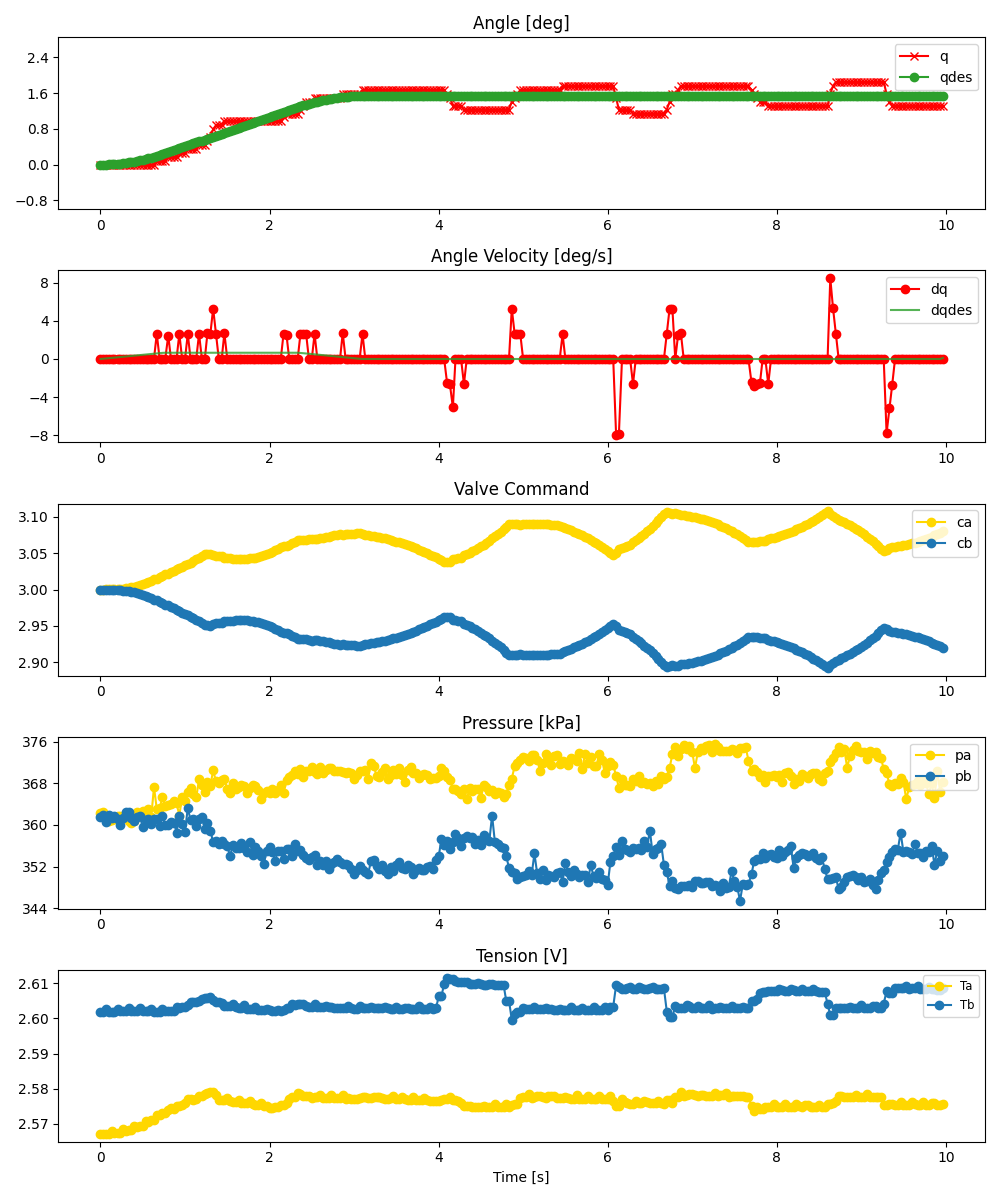 Angle [deg]
2.4
1.6
0.8
0.0
−0.8
q
qdes
0 2 4 6 8 10
Angle Velocity [deg/s]
8
4
0
−4
−8
dq
dqdes
0 2 4 6 8 10
Valve Command
3.10
3.05
3.00
2.95
2.90
ca
cb
0 2 4 6 8 10
Pressure [kPa]
376
368
360
352
344
pa
pb
0 2 4 6 8 10
Tension [V]
2.61
2.60
2.59
2.58
2.57
Ta
Tb
0 2 4 6 8 10
Time [s]